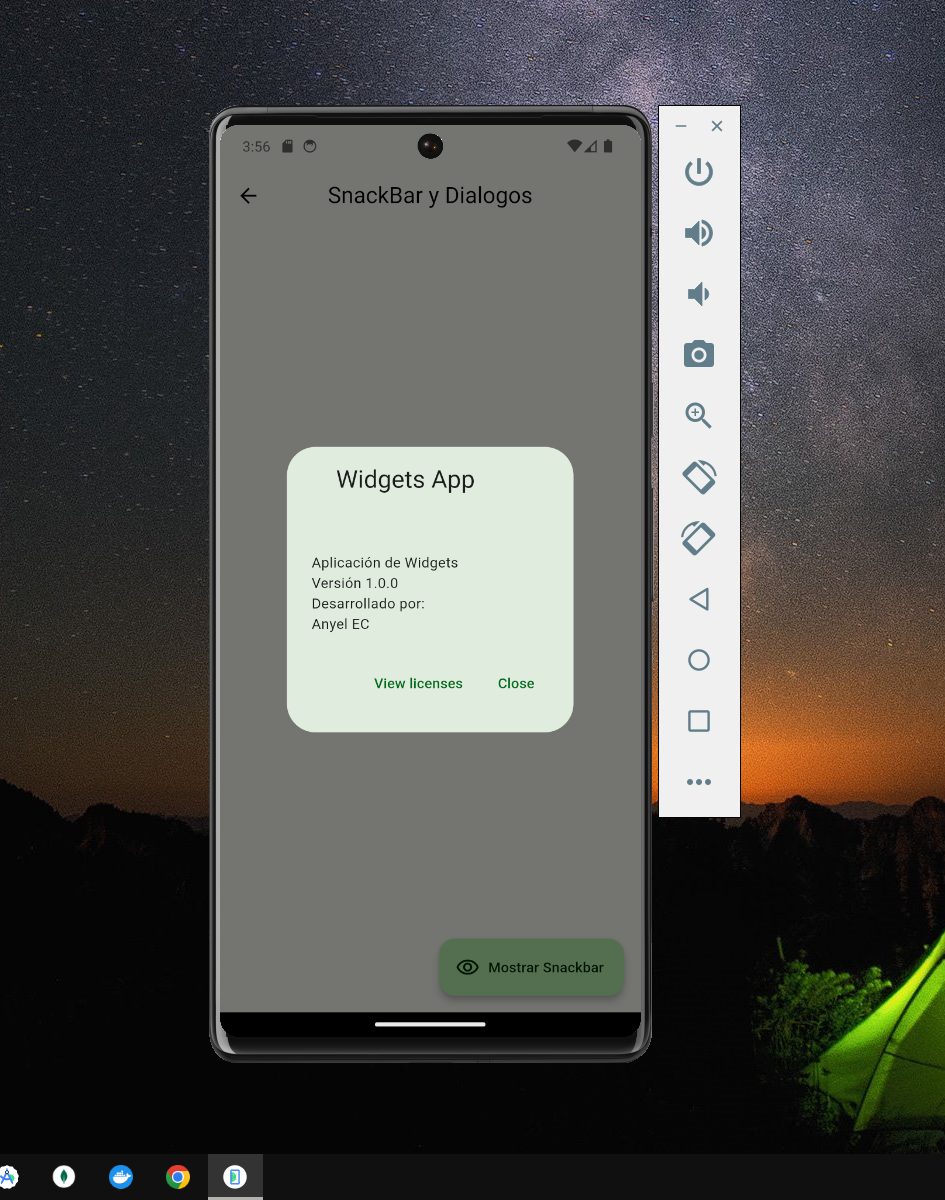 3:56
SnackBar y Dialogos
Widgets App
Aplicación de Widgets
Versión 1.0.0
Desarrollado por:
Anyel EC
View licenses
Close
Mostrar Snackbar